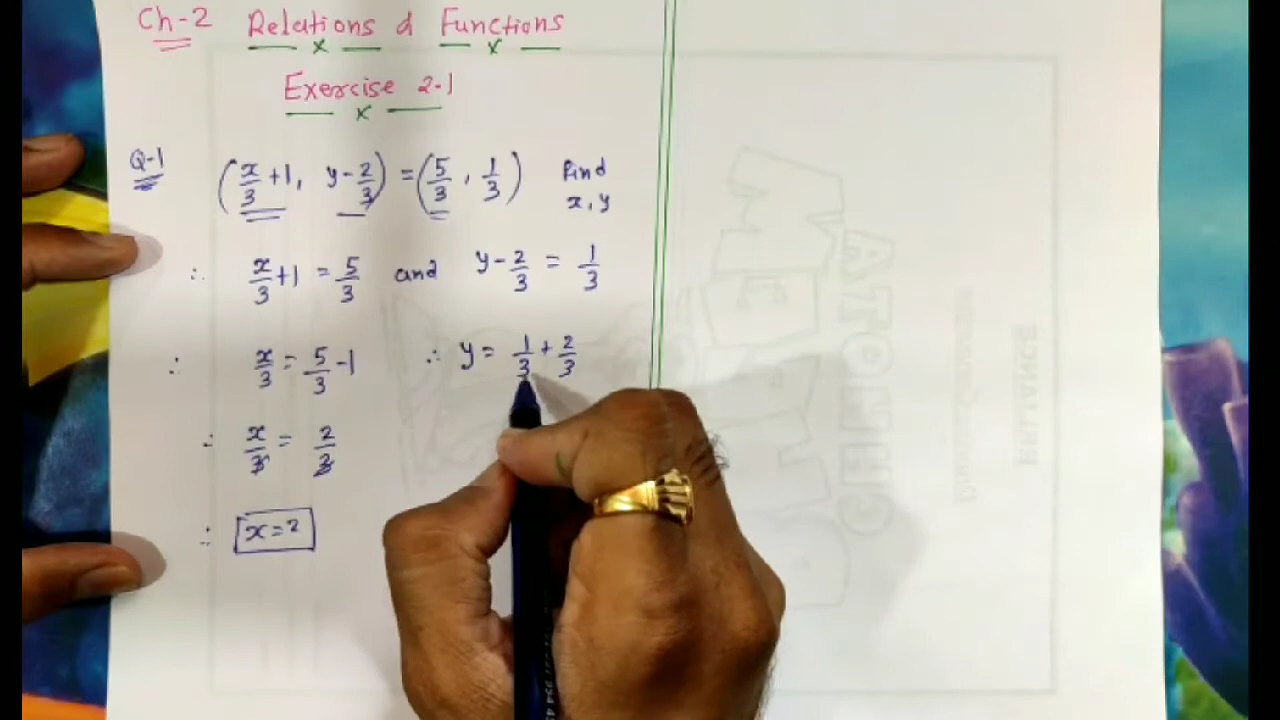 Ch-2 Relations & Functions
Exercise 2.1
Q-1 (x/3 +1, y-2/3) = (5/3, 1/3) Find x, y
∴ x/3 +1 = 5/3 and y-2/3 = 1/3
∴ x/3 = 5/3 -1 ∴ y = 1/3 + 2/3
∴ x/3 = 2/3
∴ x=2